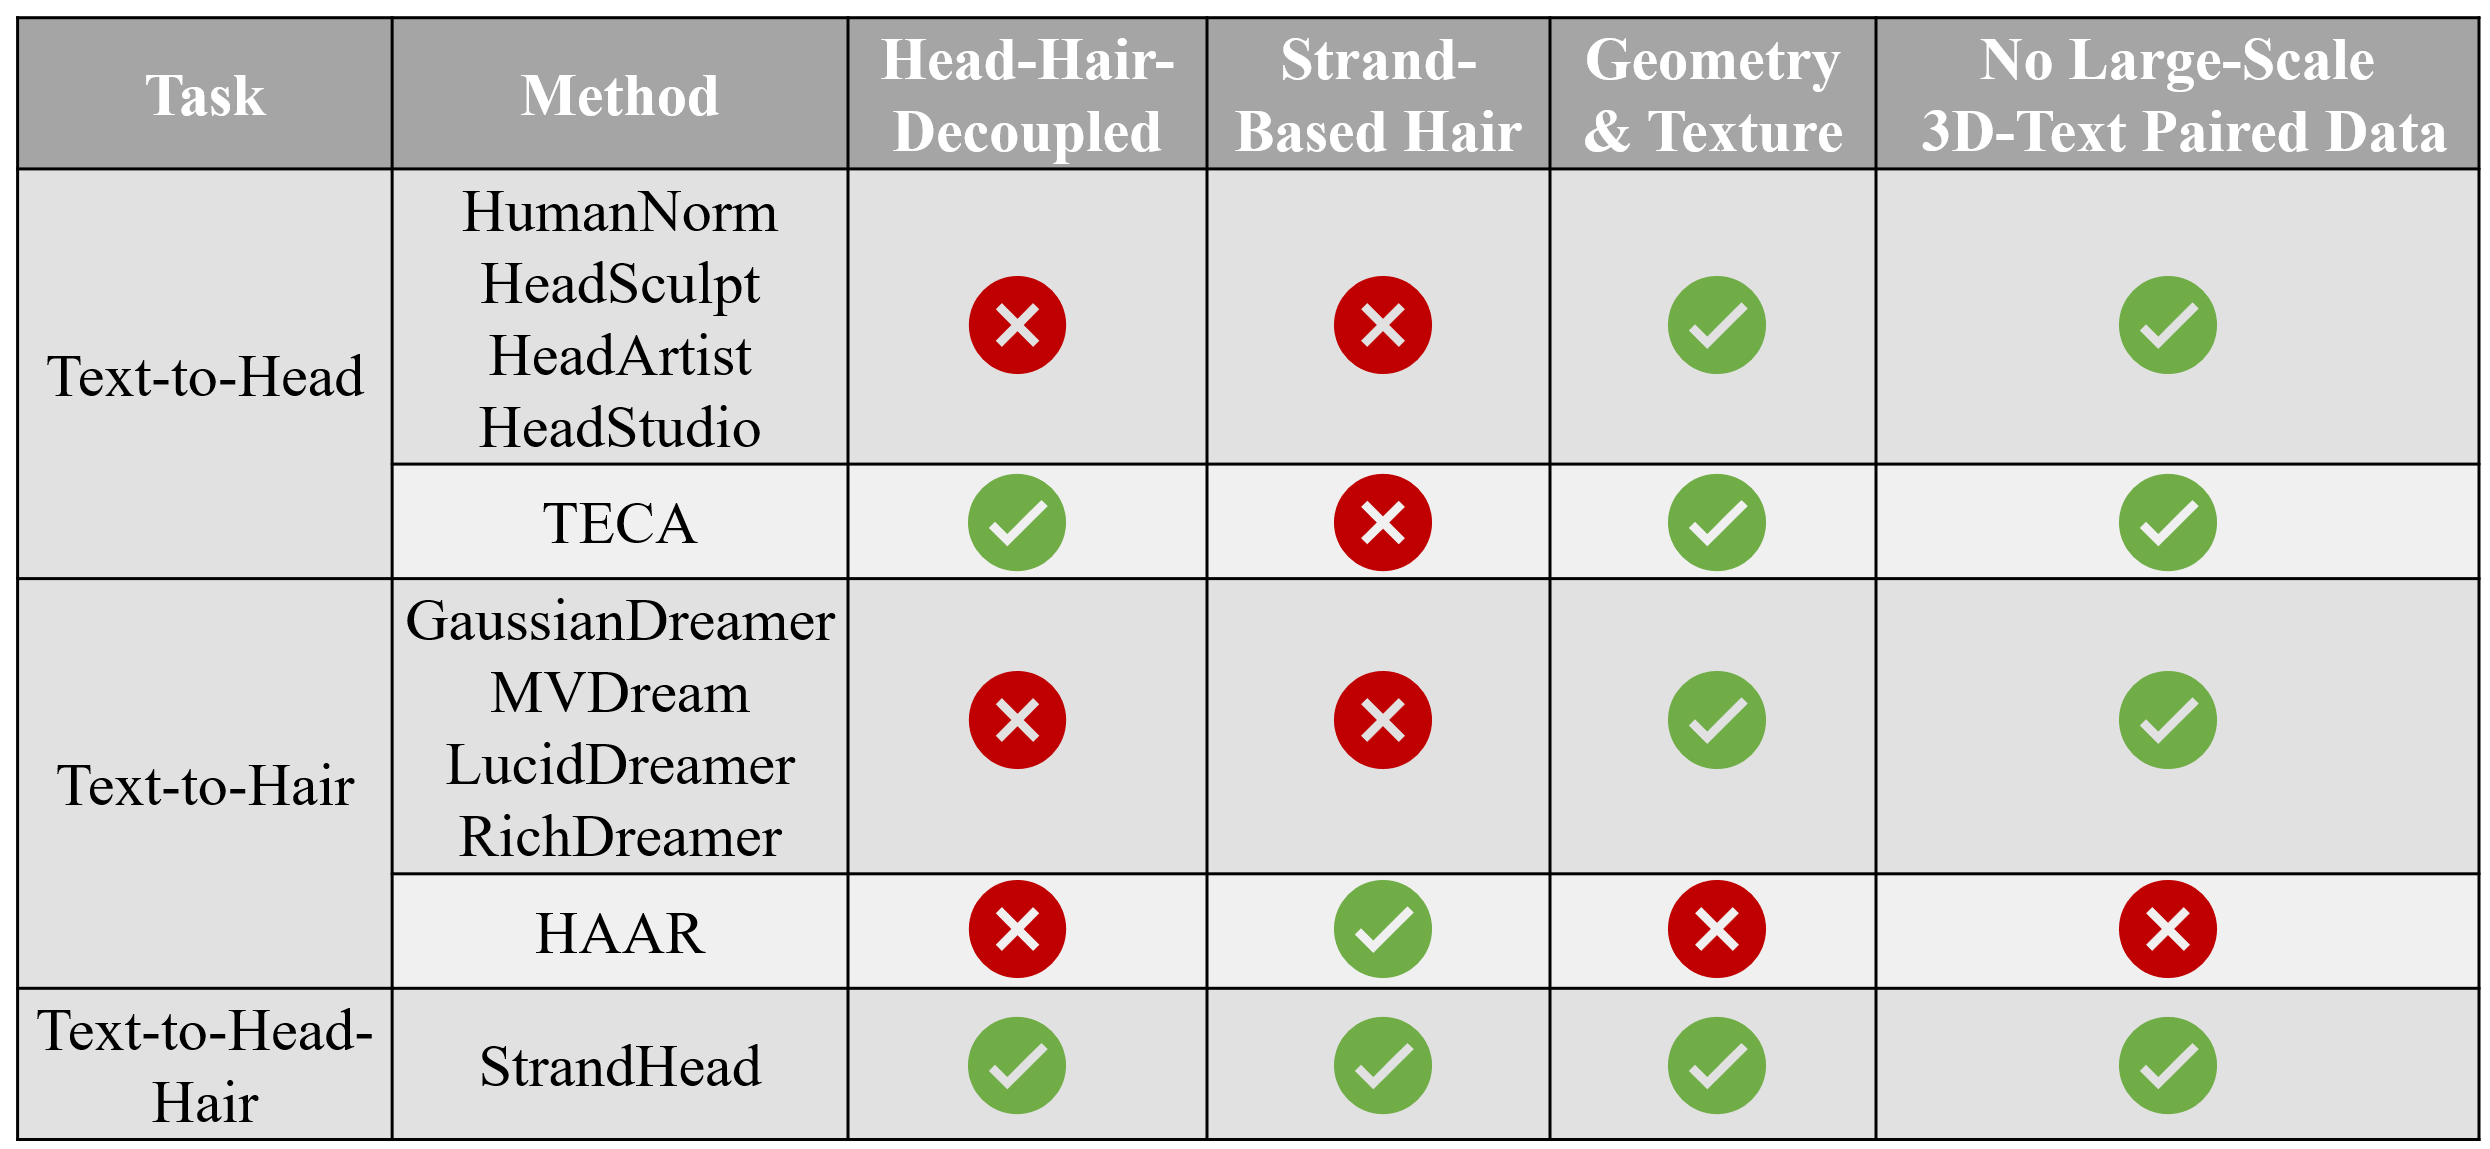 Task
Method
Head-Hair-
Decoupled
Strand-
Based Hair
Geometry
& Texture
No Large-Scale
3D-Text Paired Data
Text-to-Head
HumanNorm
HeadSculpt
HeadArtist
HeadStudio
TECA
Text-to-Hair
GaussianDreamer
MVDream
LucidDreamer
RichDreamer
HAAR
Text-to-Head-
Hair
StrandHead